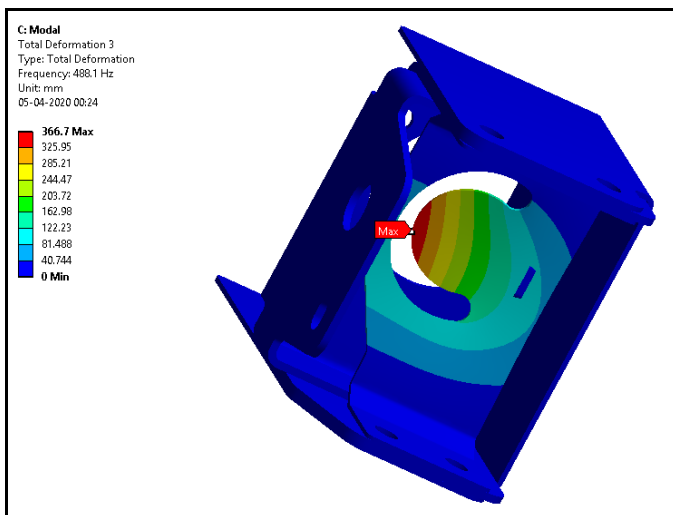 C: Modal
Total Deformation 3
Type: Total Deformation
Frequency: 488.1 Hz
Unit: mm
05-04-2020 00:24
366.7 Max
325.95
285.21
244.47
203.72
162.98
122.23
81.488
40.744
0 Min
Max